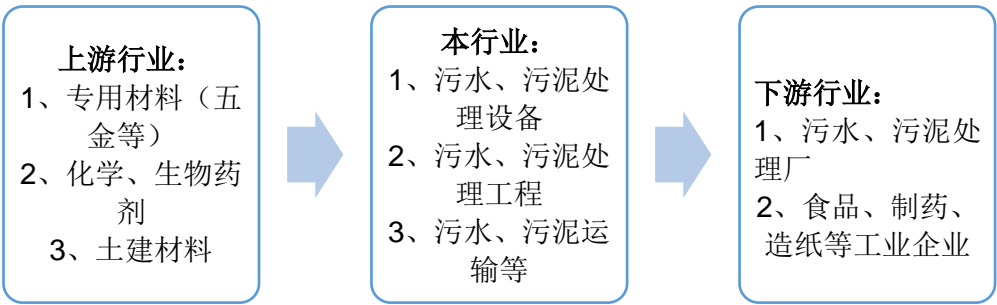 上游行业：
1、专用材料（五
金等）
2、化学、生物药
剂
3、土建材料
本行业：
1、污水、污泥处
理设备
2、污水、污泥处
理工程
3、污水、污泥运
输等
下游行业：
1、污水、污泥处
理厂
2、食品、制药、
造纸等工业企业